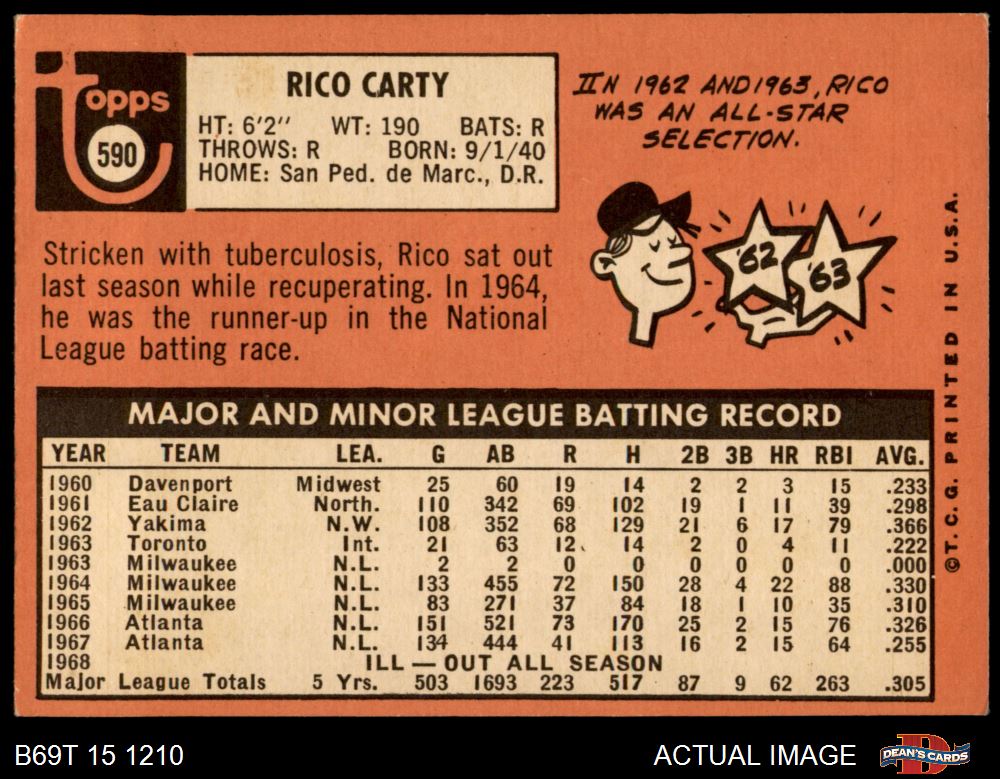 topps
590
RICO CARTY
HT: 6'2" WT: 190 BATS: R
THROWS: R BORN: 9/1/40
HOME: San Ped. de Marc., D.R.
IN 1962 AND 1963, RICO
WAS AN ALL-STAR
SELECTION.
'62
'63
Stricken with tuberculosis, Rico sat out
last season while recuperating. In 1964,
he was the runner-up in the National
League batting race.
MAJOR AND MINOR LEAGUE BATTING RECORD
YEAR TEAM LEA. G AB R H 2B 3B HR RBI AVG.
1960 Davenport Midwest 25 60 19 14 2 2 3 15 .233
1961 Eau Claire North. 110 342 69 102 19 1 11 39 .298
1962 Yakima N.W. 108 352 68 129 21 6 17 79 .366
1963 Toronto Int. 21 63 12 14 2 0 4 11 .222
1963 Milwaukee N.L. 2 2 0 0 0 0 0 0 .000
1964 Milwaukee N.L. 133 455 72 150 28 4 22 88 .330
1965 Milwaukee N.L. 83 271 37 84 18 1 10 35 .310
1966 Atlanta N.L. 151 521 73 170 25 2 15 76 .326
1967 Atlanta N.L. 134 444 41 113 16 2 15 64 .255
1968 ILL — OUT ALL SEASON
Major League Totals 5 Yrs. 503 1693 223 517 87 9 62 263 .305
©T.C.G. PRINTED IN U.S.A.
B69T 15 1210
ACTUAL IMAGE
DEAN'S CARDS